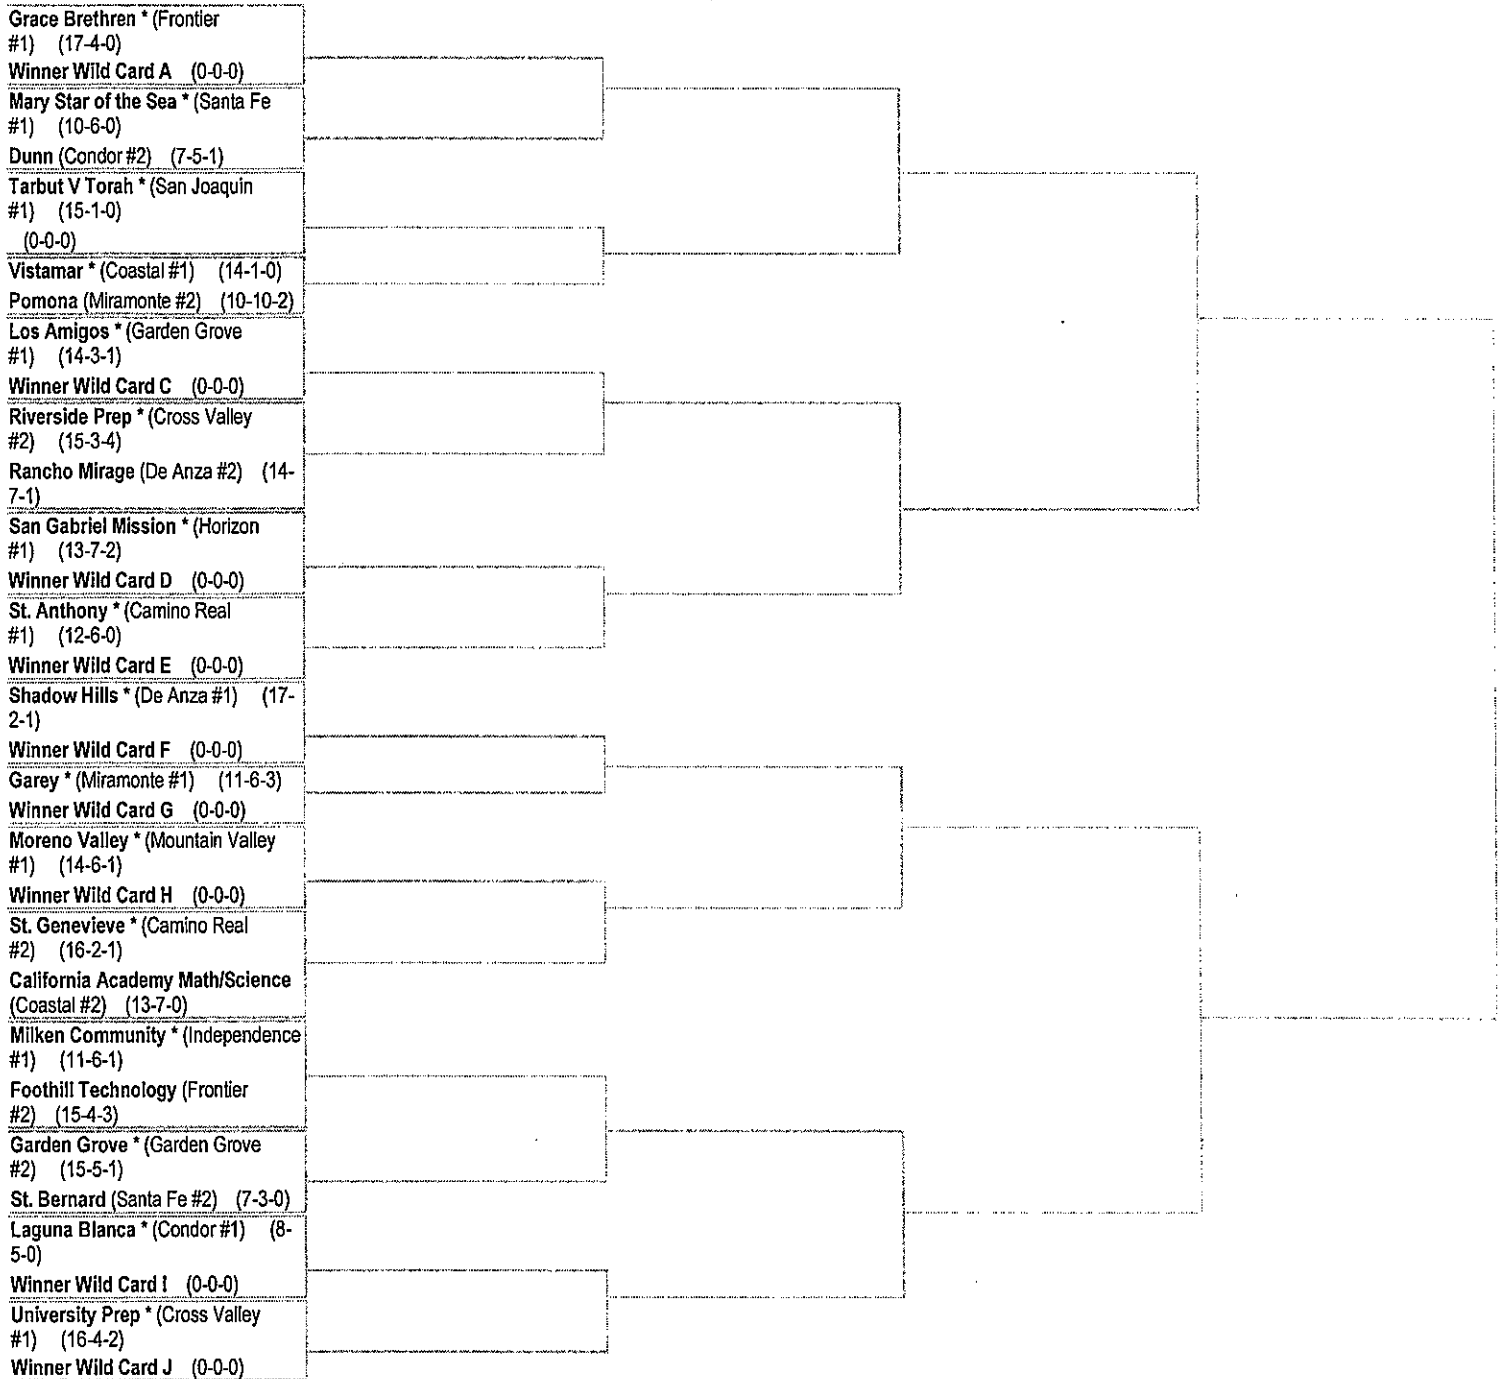 Grace Brethren * (Frontier
#1) (17-4-0)
Winner Wild Card A (0-0-0)
Mary Star of the Sea * (Santa Fe
#1) (10-6-0)
Dunn (Condor #2) (7-5-1)
Tarbut V Torah * (San Joaquin
#1) (15-1-0)
(0-0-0)
Vistamar * (Coastal #1) (14-1-0)
Pomona (Miramonte #2) (10-10-2)
Los Amigos * (Garden Grove
#1) (14-3-1)
Winner Wild Card C (0-0-0)
Riverside Prep * (Cross Valley
#2) (15-3-4)
Rancho Mirage (De Anza #2) (14-
7-1)
San Gabriel Mission * (Horizon
#1) (13-7-2)
Winner Wild Card D (0-0-0)
St. Anthony * (Camino Real
#1) (12-6-0)
Winner Wild Card E (0-0-0)
Shadow Hills * (De Anza #1) (17-
2-1)
Winner Wild Card F (0-0-0)
Garey * (Miramonte #1) (11-6-3)
Winner Wild Card G (0-0-0)
Moreno Valley * (Mountain Valley
#1) (14-6-1)
Winner Wild Card H (0-0-0)
St. Genevieve * (Camino Real
#2) (16-2-1)
California Academy Math/Science
(Coastal #2) (13-7-0)
Milken Community * (Independence
#1) (11-6-1)
Foothill Technology (Frontier
#2) (15-4-3)
Garden Grove * (Garden Grove
#2) (15-5-1)
St. Bernard (Santa Fe #2) (7-3-0)
Laguna Blanca * (Condor #1) (8-
5-0)
Winner Wild Card I (0-0-0)
University Prep * (Cross Valley
#1) (16-4-2)
Winner Wild Card J (0-0-0)